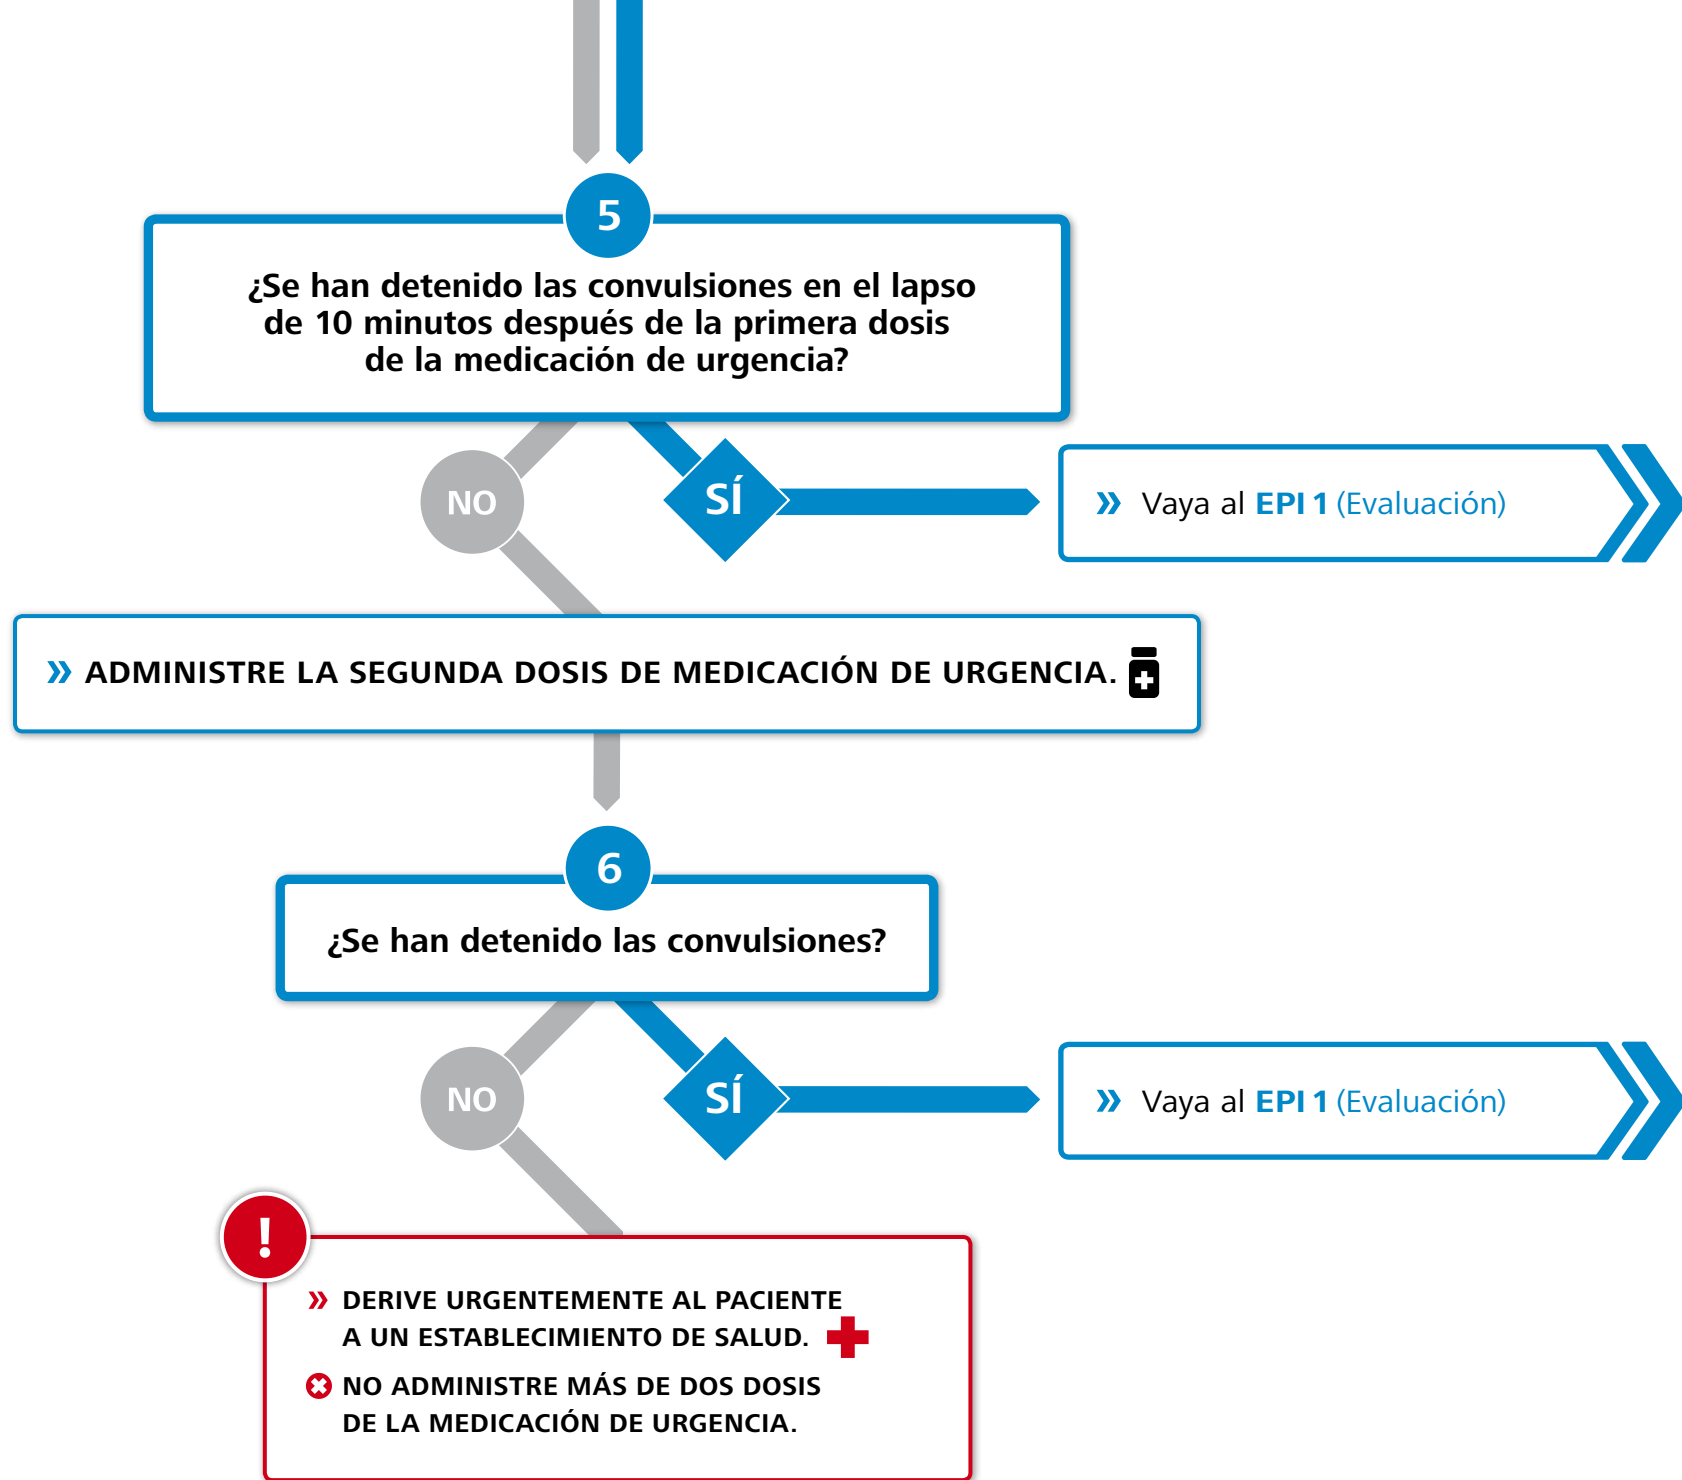 5
¿Se han detenido las convulsiones en el lapso
de 10 minutos después de la primera dosis
de la medicación de urgencia?
NO
SÍ
» Vaya al EPI 1 (Evaluación)
» ADMINISTRE LA SEGUNDA DOSIS DE MEDICACIÓN DE URGENCIA.
6
¿Se han detenido las convulsiones?
NO
SÍ
» Vaya al EPI 1 (Evaluación)
!
» DERIVE URGENTEMENTE AL PACIENTE
A UN ESTABLECIMIENTO DE SALUD.
NO ADMINISTRE MÁS DE DOS DOSIS
DE LA MEDICACIÓN DE URGENCIA.